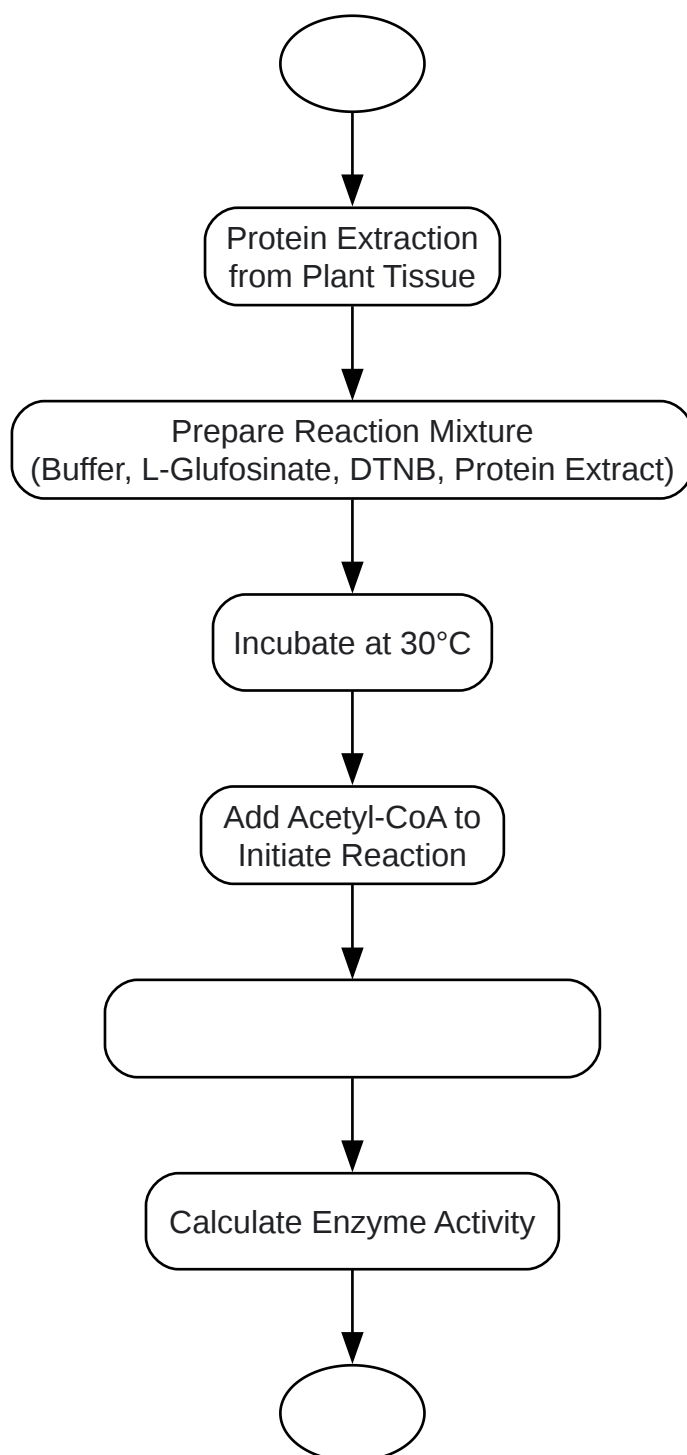 Protein Extraction
from Plant Tissue
Prepare Reaction Mixture
(Buffer, L-Glufosinate, DTNB, Protein Extract)
Incubate at 30°C
Add Acetyl-CoA to
Initiate Reaction
Calculate Enzyme Activity